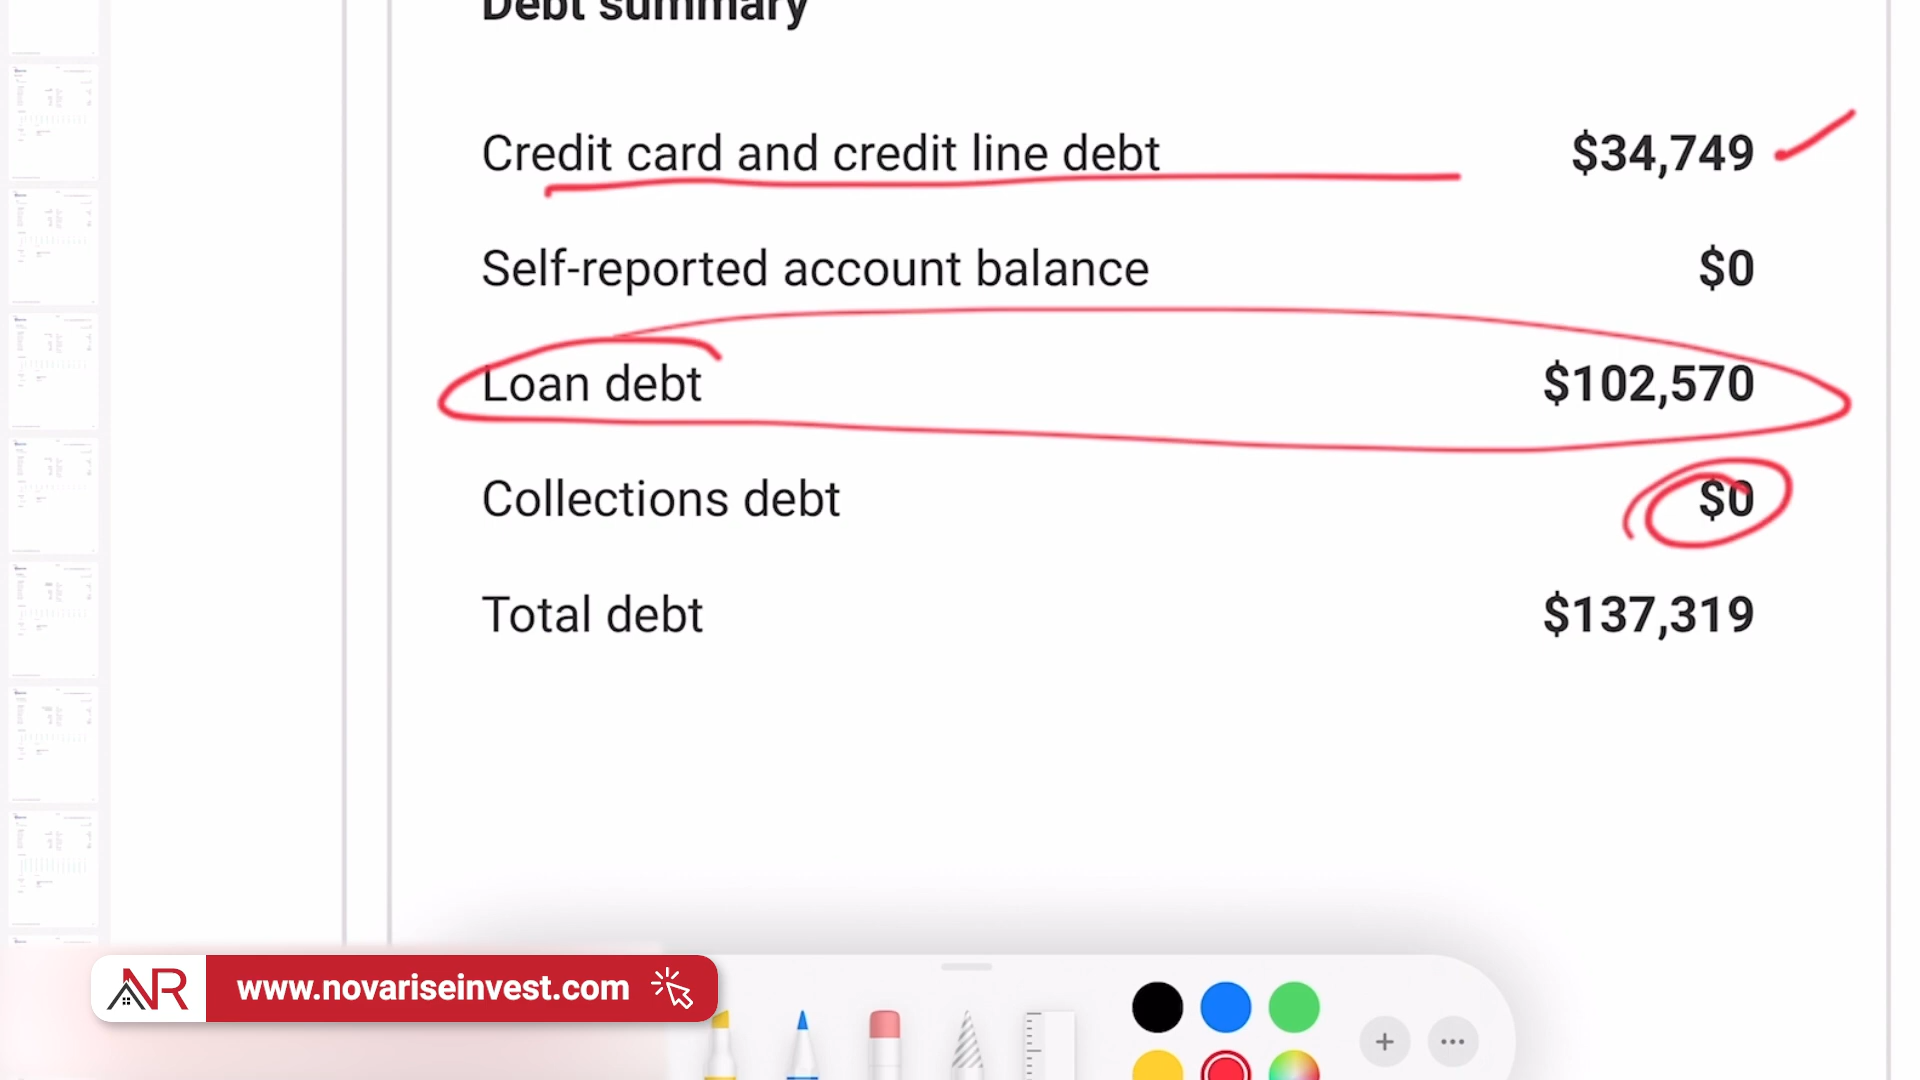 Debt summary
Credit card and credit line debt $34,749
Self-reported account balance $0
Loan debt $102,570
Collections debt $0
Total debt $137,319
NR www.novariseinvest.com